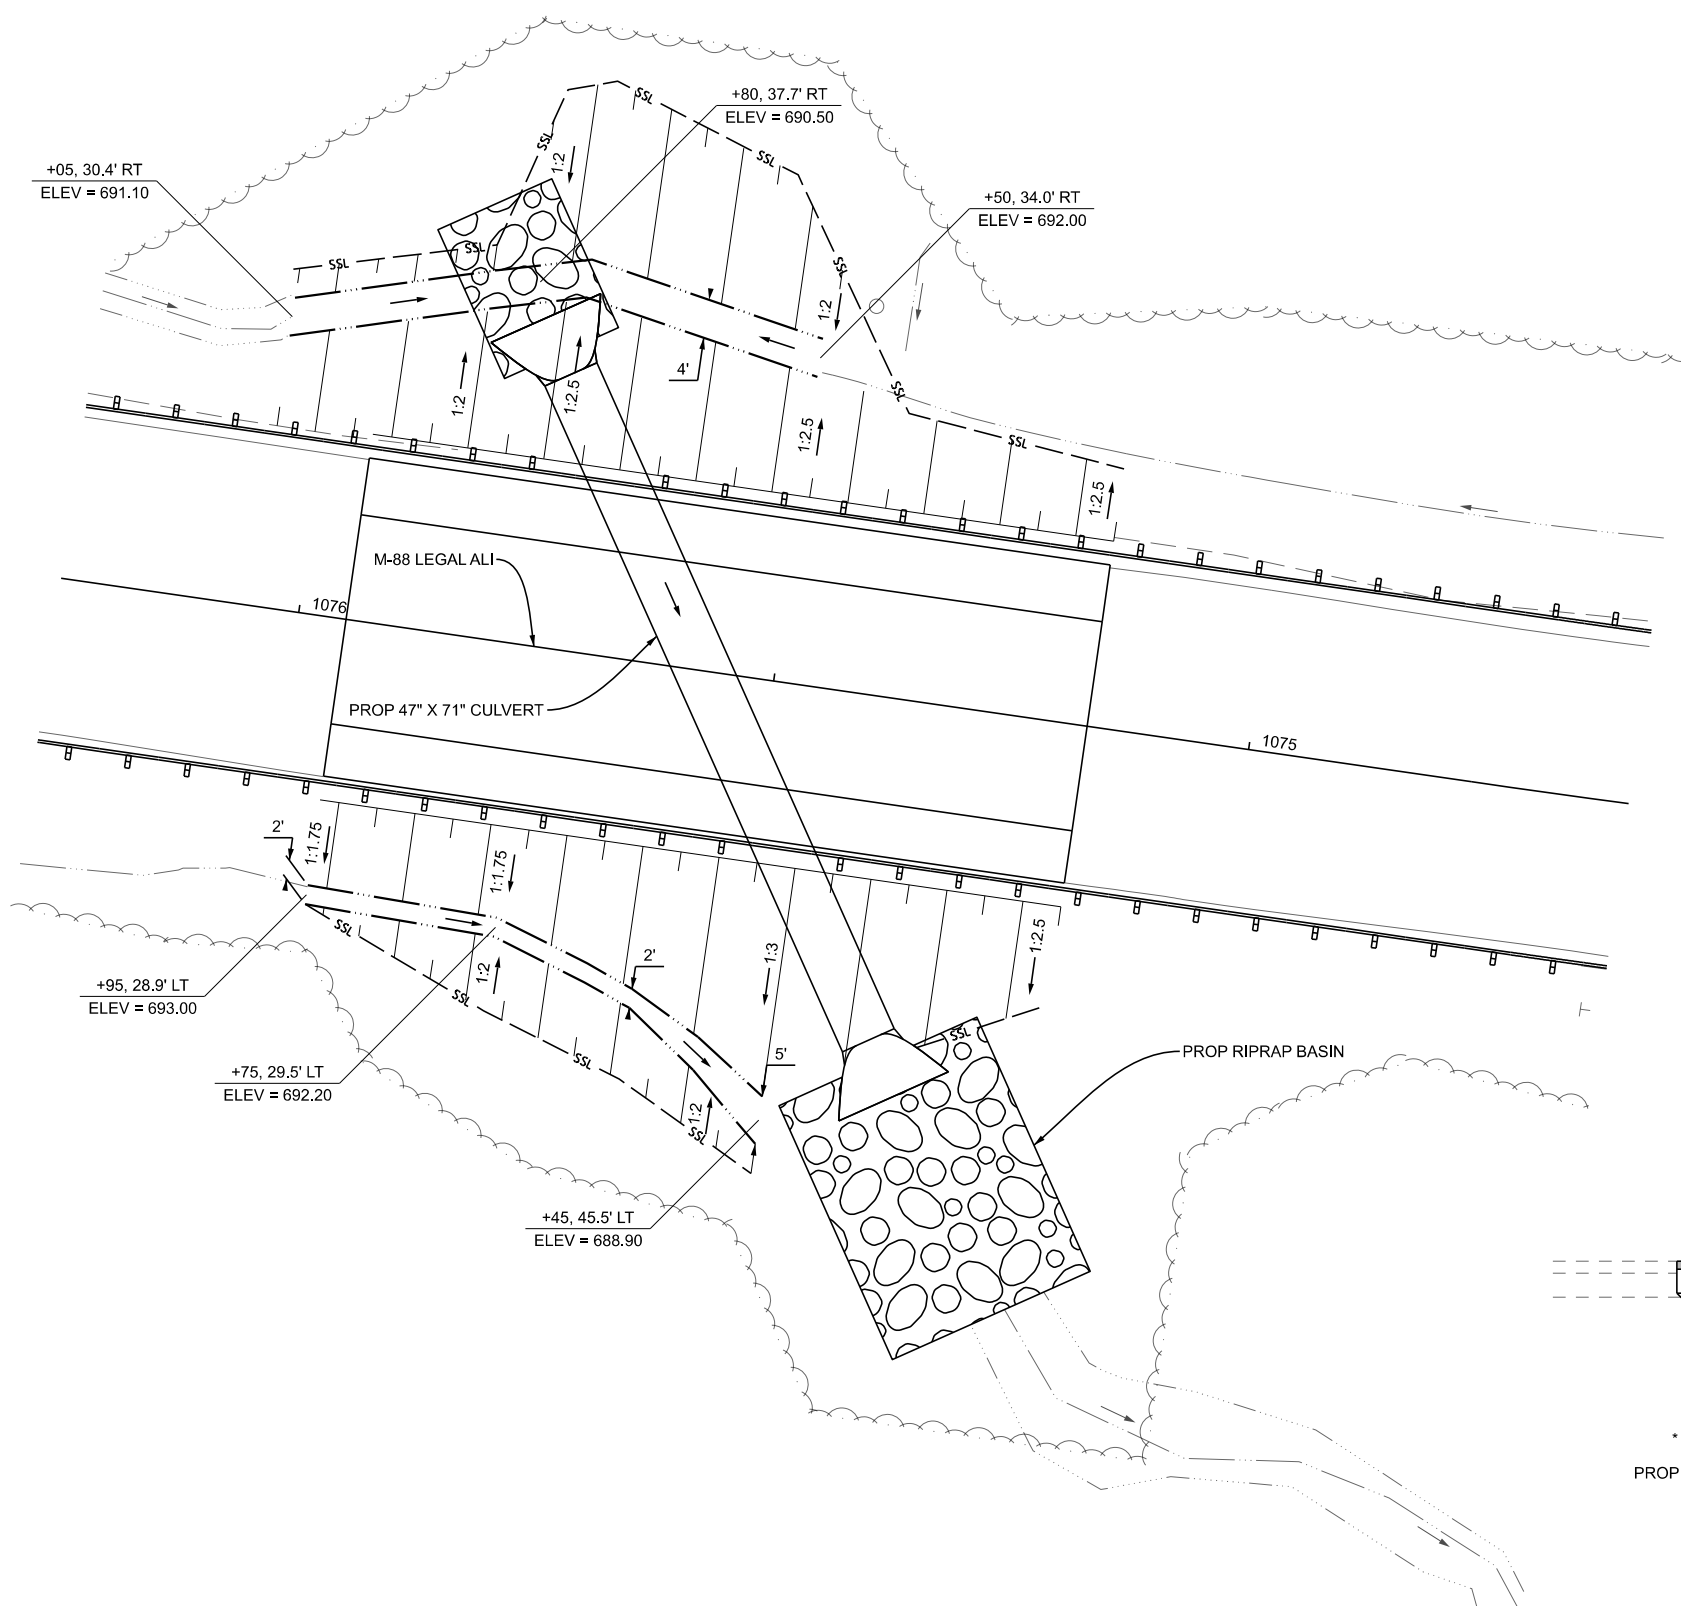 +80, 37.7' RT
ELEV = 690.50
+05, 30.4' RT
ELEV = 691.10
+50, 34.0' RT
ELEV = 692.00
SSL
SSL
SSL
1:2
SSL
SSL
SSL
1:2
4'
1:2
1:2.5
1:2.5
SSL
SSL
1:2.5
M-88 LEGAL ALI
1076
PROP 47" X 71" CULVERT
1075
2'
1:1.75
1:1.75
SSL
1:2
2'
1:3
1:2.5
+95, 28.9' LT
ELEV = 693.00
SSL
SSL
SSL
5'
PROP RIPRAP BASIN
+75, 29.5' LT
ELEV = 692.20
1:2
SSL
+45, 45.5' LT
ELEV = 688.90
*
PROP